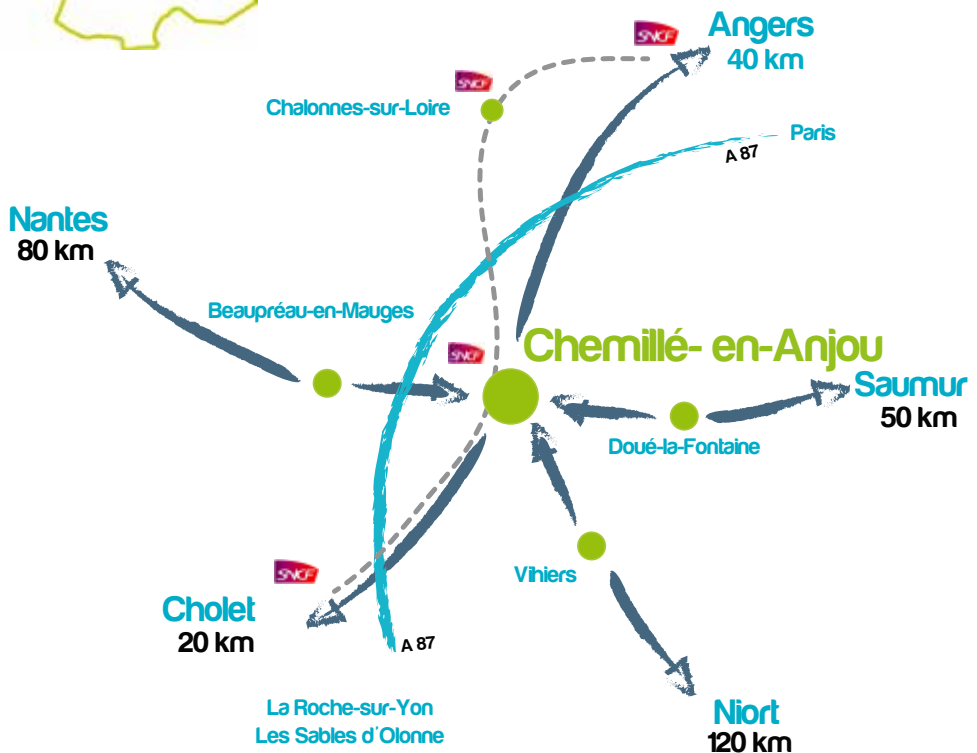 SNCF
Angers
40 km
SNCF
Chalonnes-sur-Loire
Paris
A 87
Nantes
80 km
Beaupréau-en-Mauges
SNCF
Chemillé- en-Anjou
Saumur
50 km
Doué-la-Fontaine
SNCF
Vihiers
Cholet
20 km
A 87
La Roche-sur-Yon
Les Sables d'Olonne
Niort
120 km